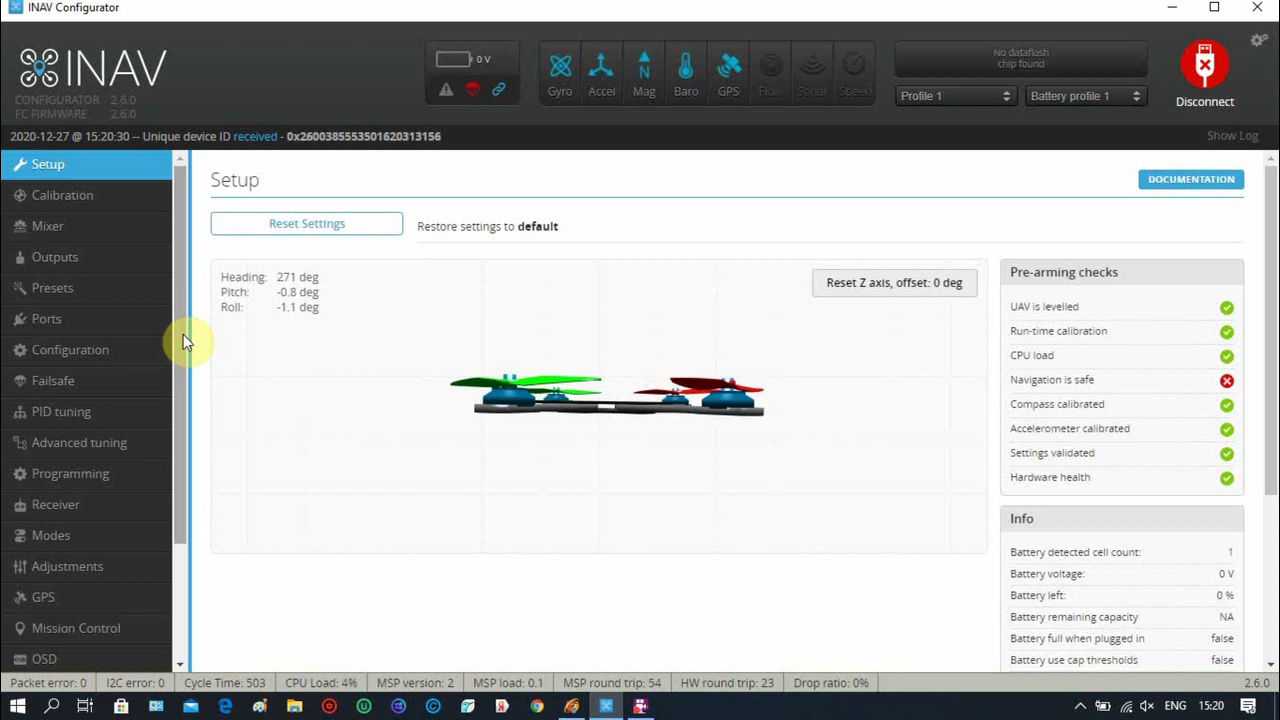 INAV Configurator
INAV
CONFIGURATOR 2.6.0
FC FIRMWARE 2.6.0
0 V
Gyro Accel Mag Baro GPS Flow Sonar Speed
No dataflash
chip found
Profile 1 Battery profile 1
Disconnect
2020-12-27 @ 15:20:30 -- Unique device ID received - 0x2600385553501620313156
Show Log
Setup
Calibration
Mixer
Outputs
Presets
Ports
Configuration
Failsafe
PID tuning
Advanced tuning
Programming
Receiver
Modes
Adjustments
GPS
Mission Control
OSD
Setup
DOCUMENTATION
Reset Settings
Restore settings to default
Heading: 271 deg
Pitch: -0.8 deg
Roll: -1.1 deg
Reset Z axis, offset: 0 deg
Pre-arming checks
UAV is levelled
Run-time calibration
CPU load
Navigation is safe
Compass calibrated
Accelerometer calibrated
Settings validated
Hardware health
Info
Battery detected cell count: 1
Battery voltage: 0 V
Battery left: 0 %
Battery remaining capacity NA
Battery full when plugged in false
Battery use cap thresholds false
Packet error: 0 I2C error: 0 Cycle Time: 503 CPU Load: 4% MSP version: 2 MSP load: 0.1 MSP round trip: 54 HW round trip: 23 Drop ratio: 0% 2.6.0
ENG 15:20